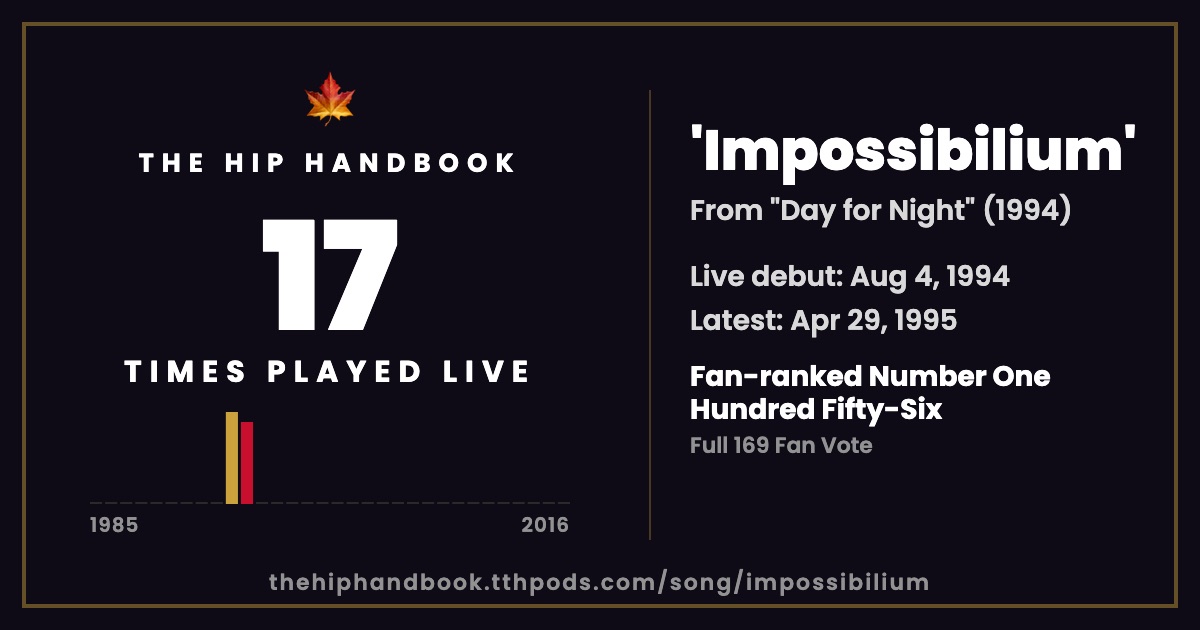 THE HIP HANDBOOK
17
TIMES PLAYED LIVE
1985
2016
'Impossibilium'
From "Day for Night" (1994)
Live debut: Aug 4, 1994
Latest: Apr 29, 1995
Fan-ranked Number One
Hundred Fifty-Six
Full 169 Fan Vote
thehiphandbook.tthpods.com/song/impossibilium